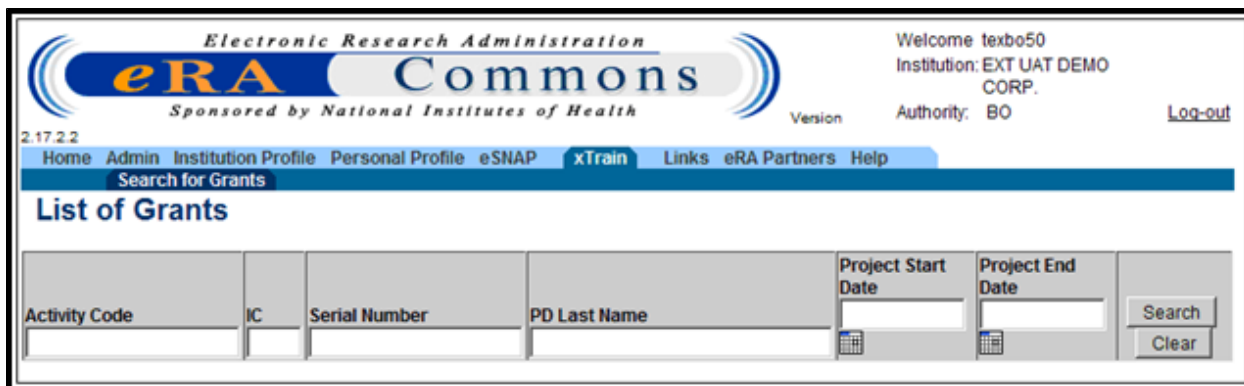 Electronic Research Administration
eRA Commons
Sponsored by National Institutes of Health
Version
2.17.2.2
Welcome texbo50
Institution: EXT UAT DEMO
CORP.
Authority: BO
Log-out
Home Admin Institution Profile Personal Profile eSNAP xTrain Links eRA Partners Help
Search for Grants
List of Grants
Activity Code
IC
Serial Number
PD Last Name
Project Start
Date
Project End
Date
Search
Clear